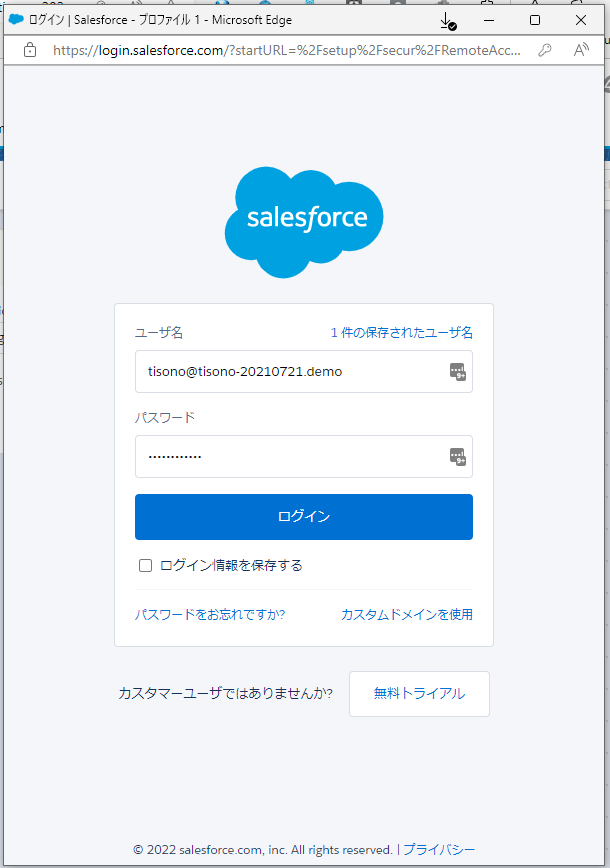 ログイン | Salesforce - プロファイル 1 - Microsoft Edge
https://login.salesforce.com/?startURL=%2Fsetup%2Fsecur%2FRemoteAcc...
salesforce
ユーザ名
1 件の保存されたユーザ名
tisono@tisono-20210721.demo
パスワード
••••••••••••
ログイン
ログイン情報を保存する
パスワードをお忘れですか?
カスタムドメインを使用
カスタマーユーザではありませんか?
無料トライアル
© 2022 salesforce.com, inc. All rights reserved. | プライバシー